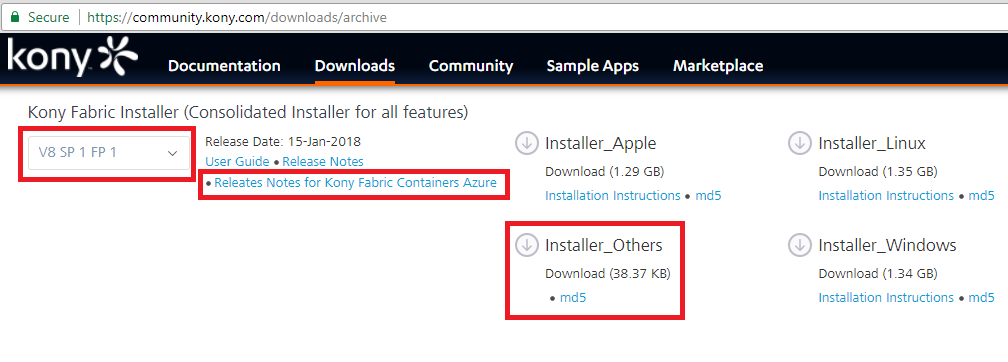 Secure https://community.kony.com/downloads/archive
kony Documentation Downloads Community Sample Apps Marketplace
Kony Fabric Installer (Consolidated Installer for all features)
V8 SP 1 FP 1
Release Date: 15-Jan-2018
User Guide • Release Notes
• Releates Notes for Kony Fabric Containers Azure
Installer_Apple
Download (1.29 GB)
Installation Instructions • md5
Installer_Linux
Download (1.35 GB)
Installation Instructions • md5
Installer_Others
Download (38.37 KB)
• md5
Installer_Windows
Download (1.34 GB)
Installation Instructions • md5